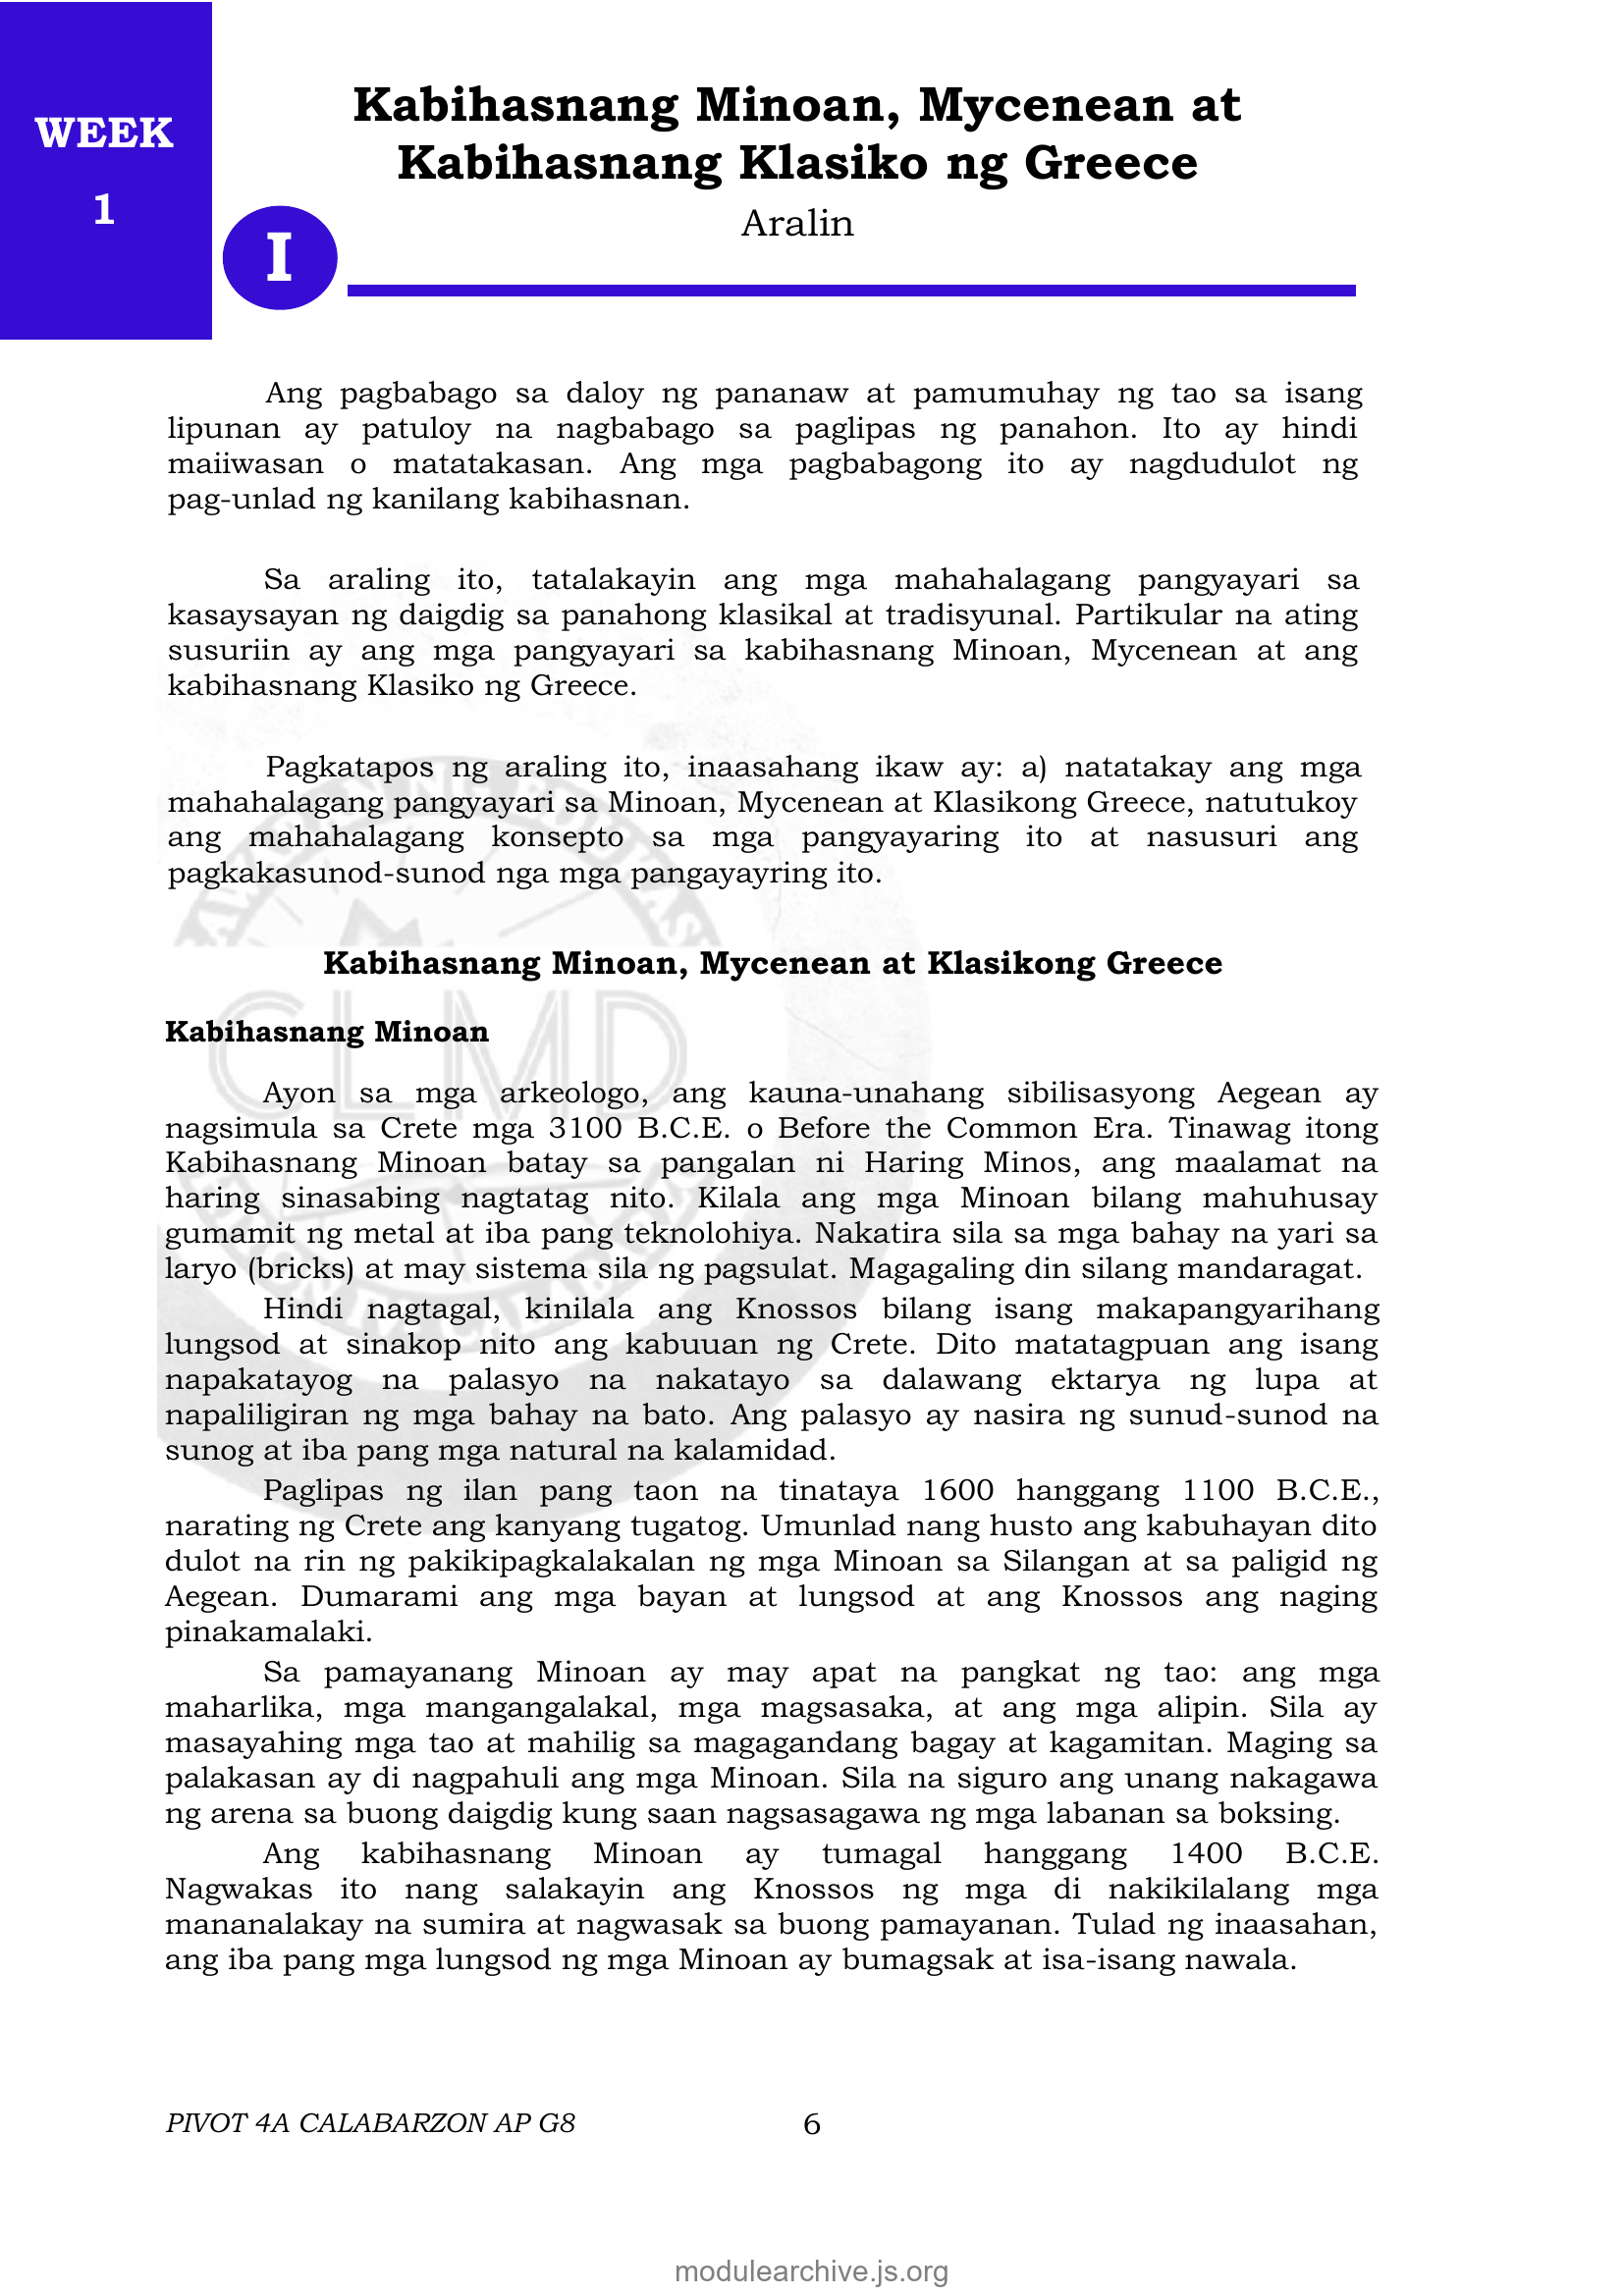 WEEK
1
Kabihasnang Minoan, Mycenean at
Kabihasnang Klasiko ng Greece
Aralin
I
Ang pagbabago sa daloy ng pananaw at pamumuhay ng tao sa isang
lipunan ay patuloy na nagbabago sa paglipas ng panahon. Ito ay hindi
maiiwasan o matatakasan. Ang mga pagbabagong ito ay nagdudulot ng
pag-unlad ng kanilang kabihasnan.
Sa araling ito, tatalakayin ang mga mahahalagang pangyayari sa
kasaysayan ng daigdig sa panahong klasikal at tradisyunal. Partikular na ating
susuriin ay ang mga pangyayari sa kabihasnang Minoan, Mycenean at ang
kabihasnang Klasiko ng Greece.
Pagkatapos ng araling ito, inaasahang ikaw ay: a) natatakay ang mga
mahahalagang pangyayari sa Minoan, Mycenean at Klasikong Greece, natutukoy
ang mahahalagang konsepto sa mga pangyayaring ito at nasusuri ang
pagkakasunod-sunod nga mga pangayayring ito.
Kabihasnang Minoan, Mycenean at Klasikong Greece
CLMD
Kabihasnang Minoan
Ayon sa mga arkeologo, ang kauna-unahang sibilisasyong Aegean ay
nagsimula sa Crete mga 3100 B.C.E. o Before the Common Era. Tinawag itong
Kabihasnang Minoan batay sa pangalan ni Haring Minos, ang maalamat na
haring sinasabing nagtatag nito. Kilala ang mga Minoan bilang mahuhusay
gumamit ng metal at iba pang teknolohiya. Nakatira sila sa mga bahay na yari sa
laryo (bricks) at may sistema sila ng pagsulat. Magagaling din silang mandaragat.
Hindi nagtagal, kinilala ang Knossos bilang isang makapangyarihang
lungsod at sinakop nito ang kabuuan ng Crete. Dito matatagpuan ang isang
napakatayog na palasyo na nakatayo sa dalawang ektarya ng lupa at
napaliligiran ng mga bahay na bato. Ang palasyo ay nasira ng sunud-sunod na
sunog at iba pang mga natural na kalamidad.
Paglipas ng ilan pang taon na tinataya 1600 hanggang 1100 B.C.E.,
narating ng Crete ang kanyang tugatog. Umunlad nang husto ang kabuhayan dito
dulot na rin ng pakikipagkalakalan ng mga Minoan sa Silangan at sa paligid ng
Aegean. Dumarami ang mga bayan at lungsod at ang Knossos ang naging
pinakamalaki.
Sa pamayanang Minoan ay may apat na pangkat ng tao: ang mga
maharlika, mga mangangalakal, mga magsasaka, at ang mga alipin. Sila ay
masayahing mga tao at mahilig sa magagandang bagay at kagamitan. Maging sa
palakasan ay di nagpahuli ang mga Minoan. Sila na siguro ang unang nakagawa
ng arena sa buong daigdig kung saan nagsasagawa ng mga labanan sa boksing.
Ang kabihasnang Minoan ay tumagal hanggang 1400 B.C.E.
Nagwakas ito nang salakayin ang Knossos ng mga di nakikilalang mga
mananalakay na sumira at nagwasak sa buong pamayanan. Tulad ng inaasahan,
ang iba pang mga lungsod ng mga Minoan ay bumagsak at isa-isang nawala.
PIVOT 4A CALABARZON AP G8
6
modulearchive.js.org